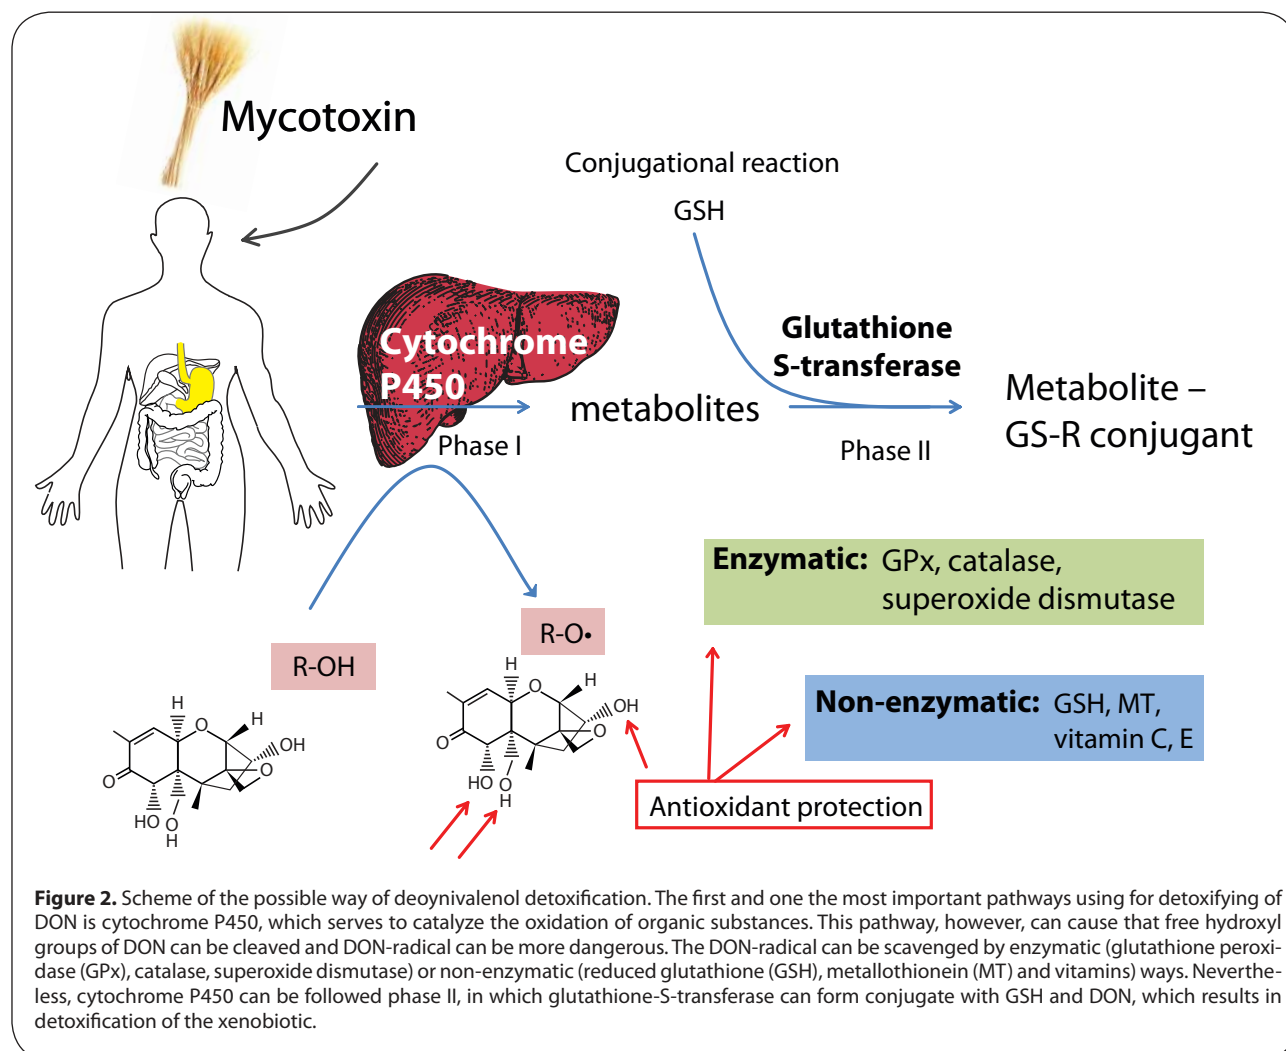 Mycotoxin
Conjugational reaction
GSH
Cytochrome
P450
Phase I
metabolites
Glutathione
S-transferase
Phase II
Metabolite –
GS-R conjugant
R-OH
R-O•
Enzymatic: GPx, catalase,
superoxide dismutase
Non-enzymatic: GSH, MT,
vitamin C, E
Antioxidant protection
H
O
H
OH
O
O
HO
O
H
H
O
H
OH
O
O
HO
O
H
Figure 2. Scheme of the possible way of deoynivalenol detoxification. The first and one the most important pathways using for detoxifying of
DON is cytochrome P450, which serves to catalyze the oxidation of organic substances. This pathway, however, can cause that free hydroxyl
groups of DON can be cleaved and DON-radical can be more dangerous. The DON-radical can be scavenged by enzymatic (glutathione peroxi-
dase (GPx), catalase, superoxide dismutase) or non-enzymatic (reduced glutathione (GSH), metallothionein (MT) and vitamins) ways. Neverthe-
less, cytochrome P450 can be followed phase II, in which glutathione-S-transferase can form conjugate with GSH and DON, which results in
detoxification of the xenobiotic.